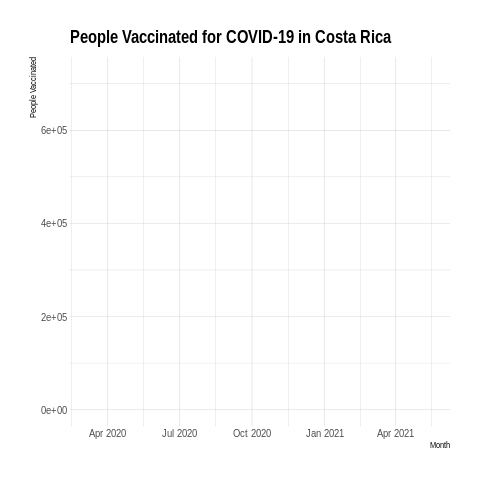 People Vaccinated for COVID-19 in Costa Rica
People Vaccinated
6e+05
4e+05
2e+05
0e+00
Apr 2020 Jul 2020 Oct 2020 Jan 2021 Apr 2021
Month